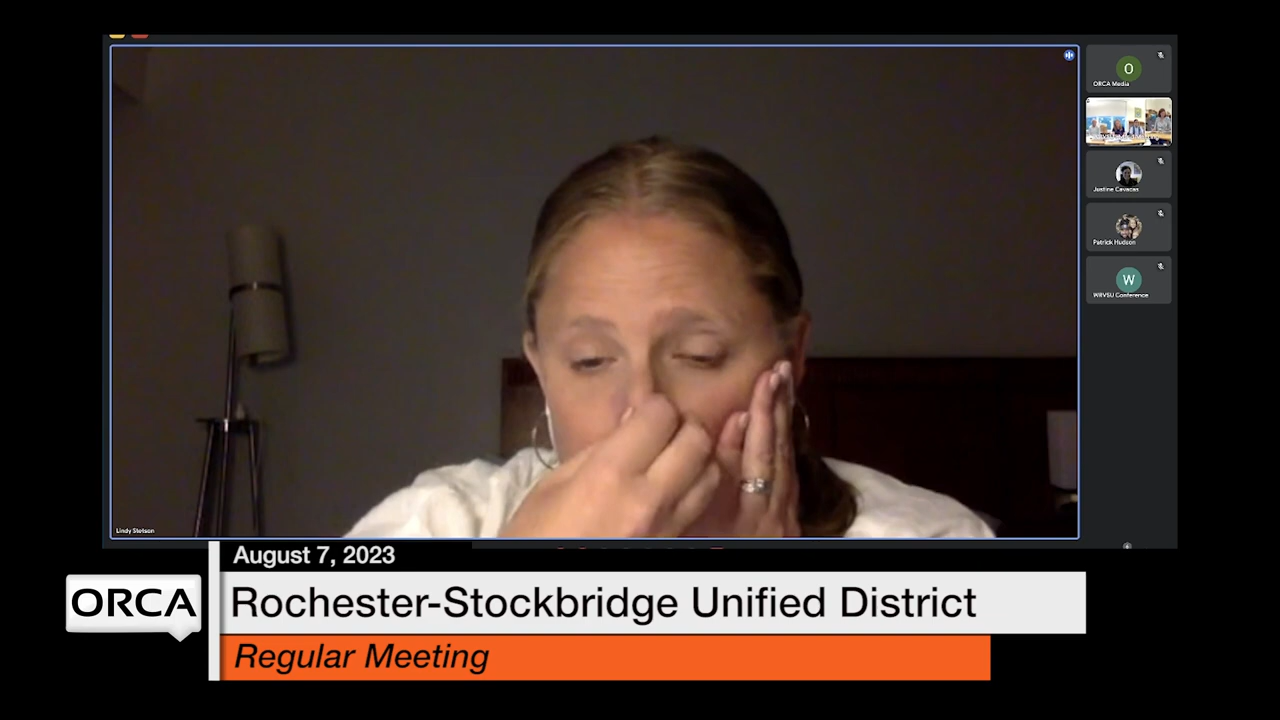 O
ORCA Media
Justine Cavacas
Patrick Hudson
W
WRVSU Conference
Lindy Stetson
August 7, 2023
ORCA
Rochester-Stockbridge Unified District
Regular Meeting